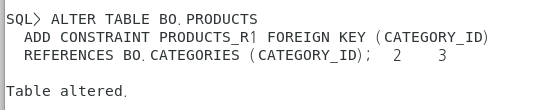 SQL> ALTER TABLE BO.PRODUCTS
ADD CONSTRAINT PRODUCTS_R1 FOREIGN KEY (CATEGORY_ID)
REFERENCES BO.CATEGORIES (CATEGORY_ID);  2    3
Table altered.